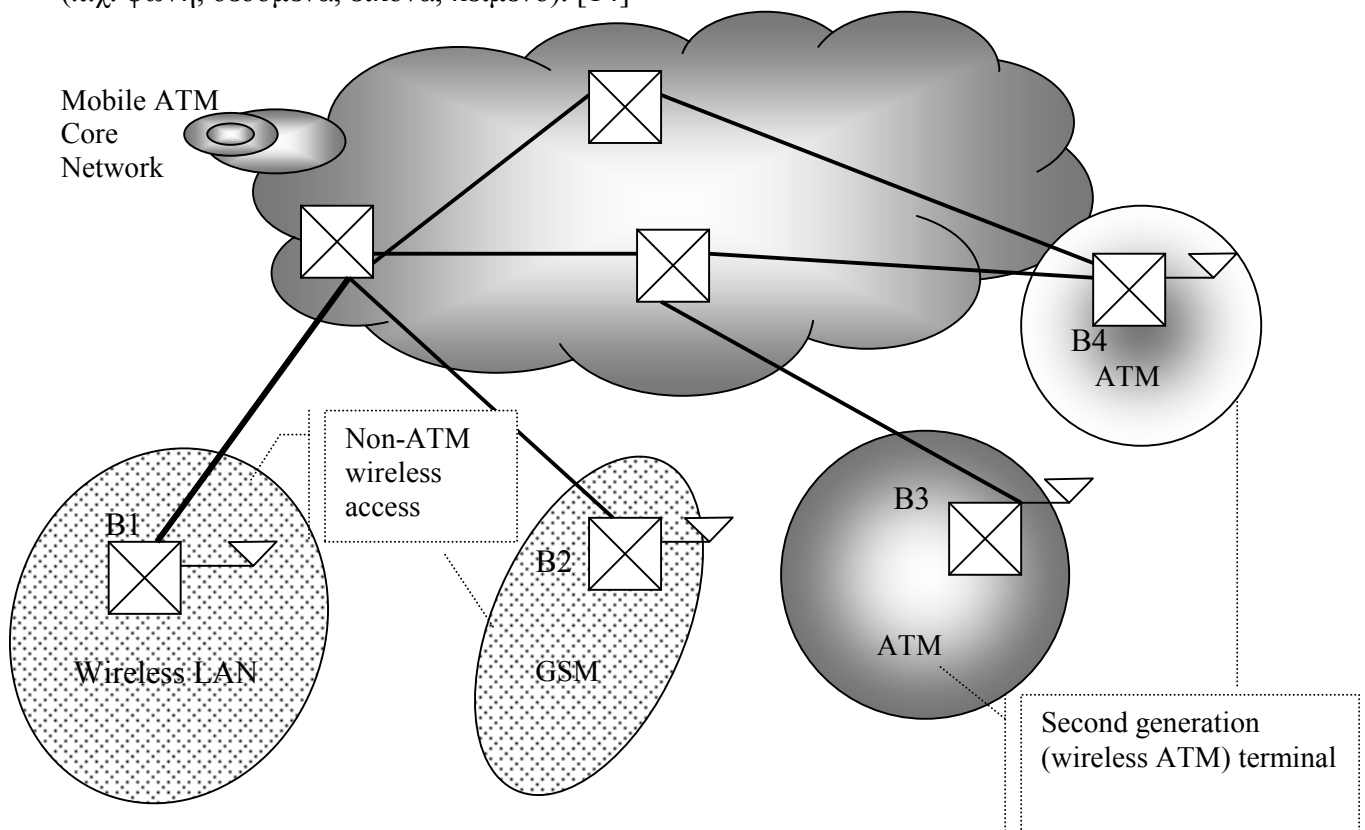 Mobile ATM
Core
Network
B4
ATM
Non-ATM
wireless
access
B1
B2
B3
Wireless LAN
GSM
ATM
Second generation
(wireless ATM) terminal